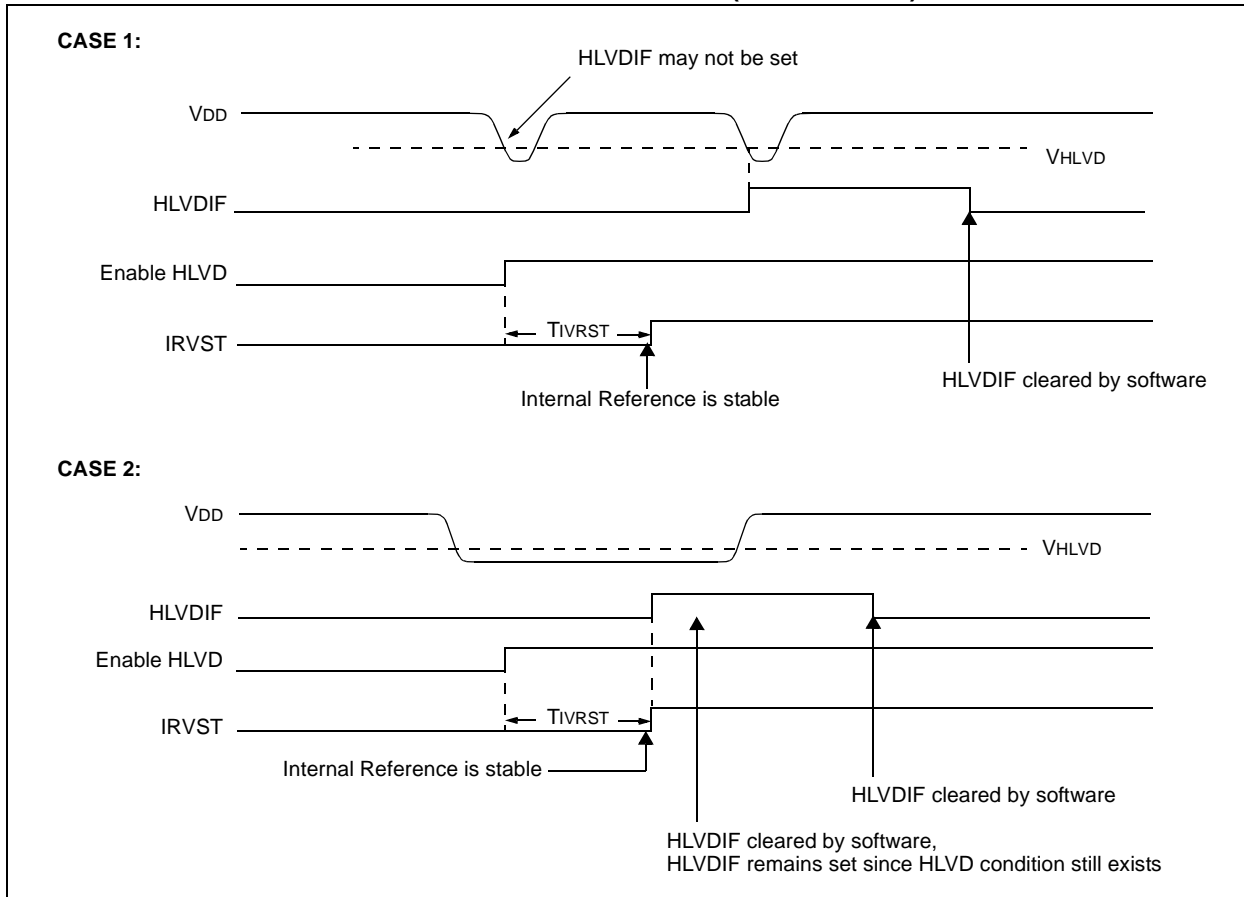 CASE 1:
HLVDIF may not be set
VDD
VHLVD
HLVDIF
Enable HLVD
TIVRST
IRVST
HLVDIF cleared by software
Internal Reference is stable
CASE 2:
VDD
VHLVD
HLVDIF
Enable HLVD
TIVRST
IRVST
Internal Reference is stable
HLVDIF cleared by software
HLVDIF cleared by software,
HLVDIF remains set since HLVD condition still exists